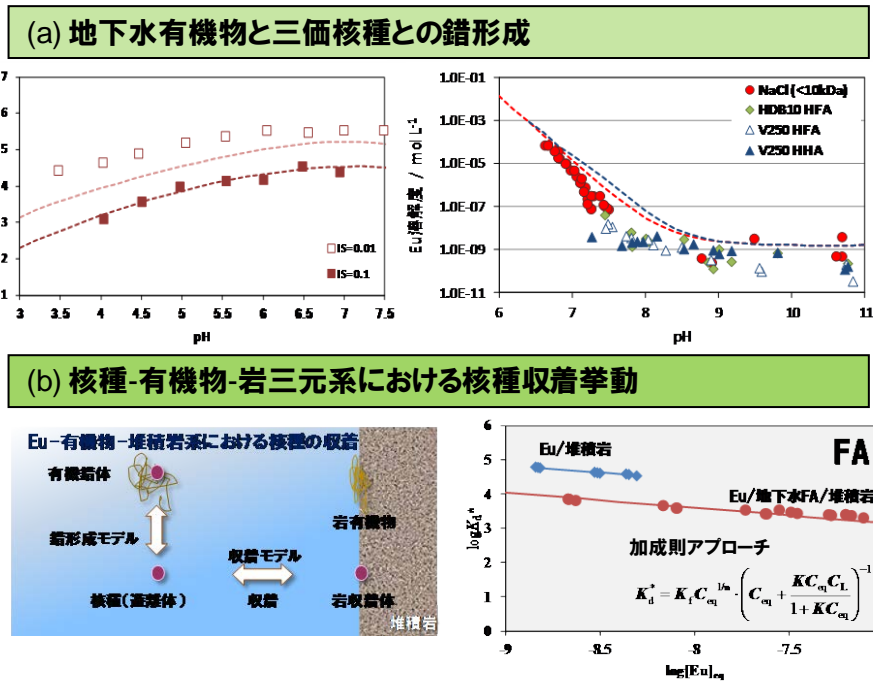 (a) 地下水有機物と三価核種との錯形成
7
6
5
4
3
2
1
3
3.5
4
4.5
5
5.5
6
6.5
7
7.5
pH
IS=0.01
IS=0.1
Eu溶解度 / mol L-1
1.0E-01
1.0E-03
1.0E-05
1.0E-07
1.0E-09
1.0E-11
6
7
8
9
10
11
pH
NaCl (<10kDa)
HDB10 HFA
V250 HFA
V250 HHA
(b) 核種-有機物-岩三元系における核種収着挙動
Eu-有機物-堆積岩系における核種の収着
有機錯体
岩有機物
錯形成モデル
収着モデル
収着
核種(遊離体)
岩収着体
堆積岩
logKd*
6
5
4
3
2
1
0
-9
-8.5
-8
-7.5
log[Eu]eq
Eu/堆積岩
FA
Eu/地下水FA/堆積岩
加成則アプローチ
Kd* = Kf Ceq^1/n · (Ceq + KCeqCL / 1 + KCeq)^-1